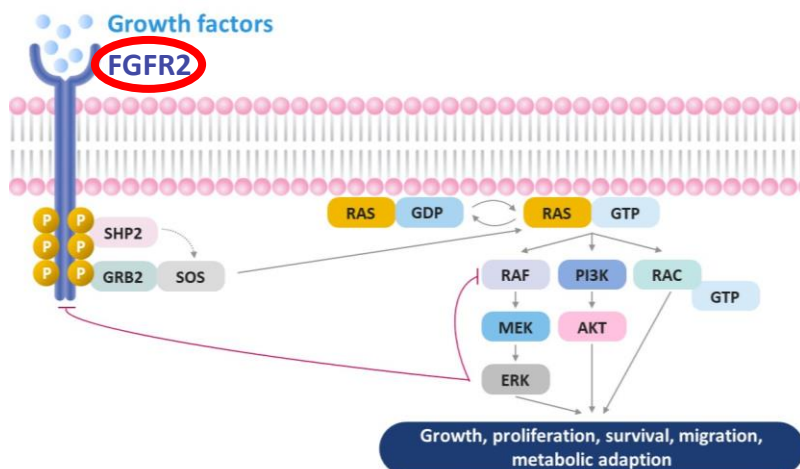 Growth factors
FGFR2
RAS GDP RAS GTP
P P
SHP2
P P
P P
GRB2 SOS
RAF PI3K RAC
GTP
MEK AKT
ERK
Growth, proliferation, survival, migration,
metabolic adaption